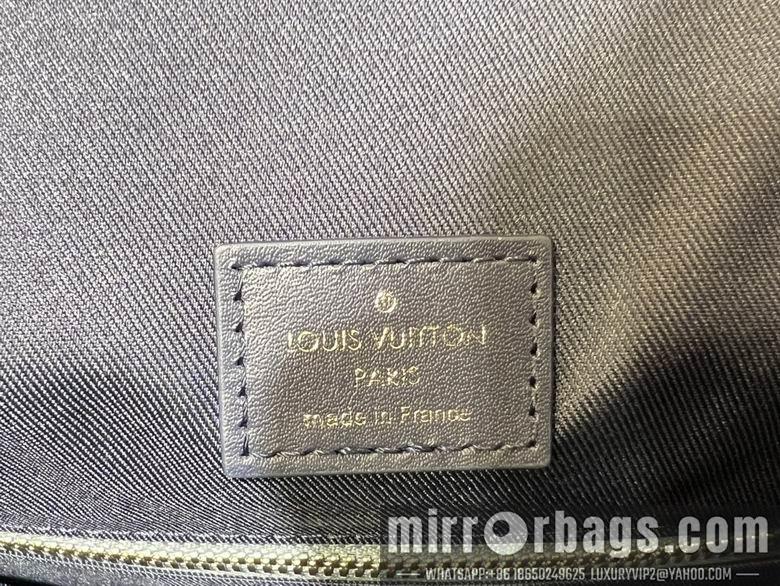 LOUIS VUITTON
PARIS
made in France
mirrorbags.com
WHATSAPP:+86 18650249625 LUXURYVIP2@YAHOO.COM